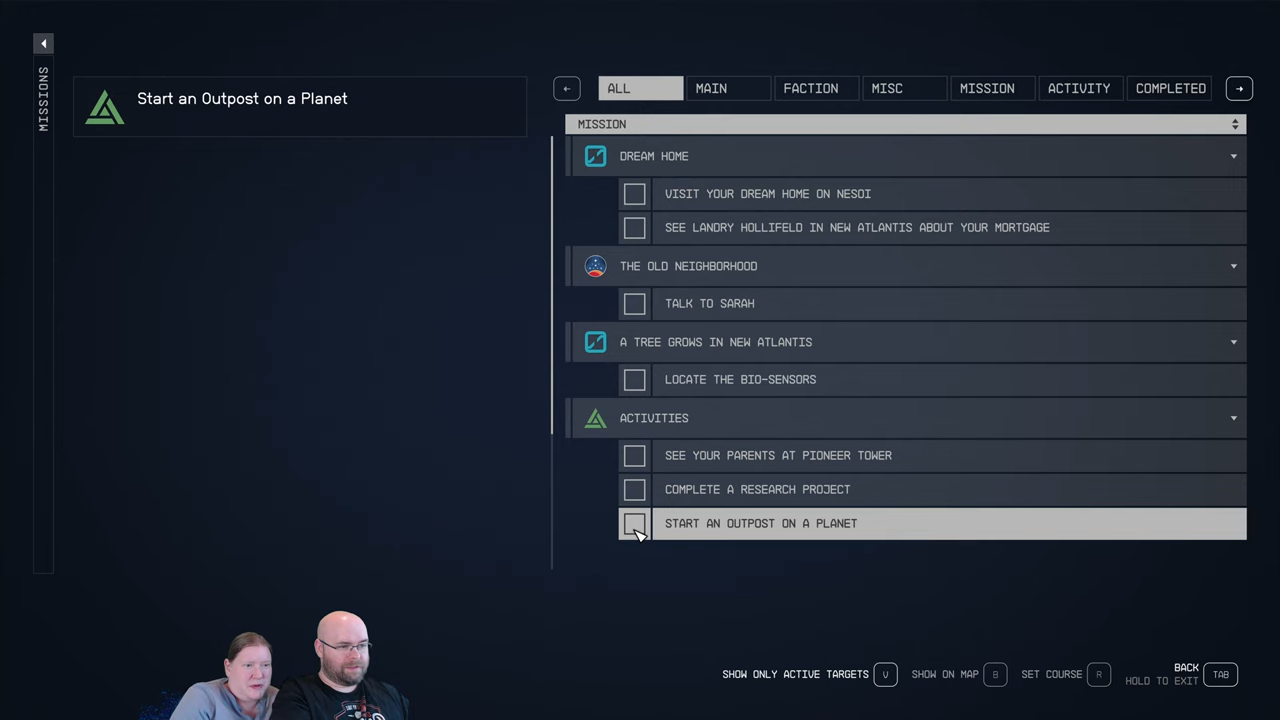 MISSIONS
Start an Outpost on a Planet
ALL MAIN FACTION MISC MISSION ACTIVITY COMPLETED
MISSION
DREAM HOME
VISIT YOUR DREAM HOME ON NESOI
SEE LANDRY HOLLIFELD IN NEW ATLANTIS ABOUT YOUR MORTGAGE
THE OLD NEIGHBORHOOD
TALK TO SARAH
A TREE GROWS IN NEW ATLANTIS
LOCATE THE BIO-SENSORS
ACTIVITIES
SEE YOUR PARENTS AT PIONEER TOWER
COMPLETE A RESEARCH PROJECT
START AN OUTPOST ON A PLANET
SHOW ONLY ACTIVE TARGETS V SHOW ON MAP B SET COURSE R BACK TAB
HOLD TO EXIT